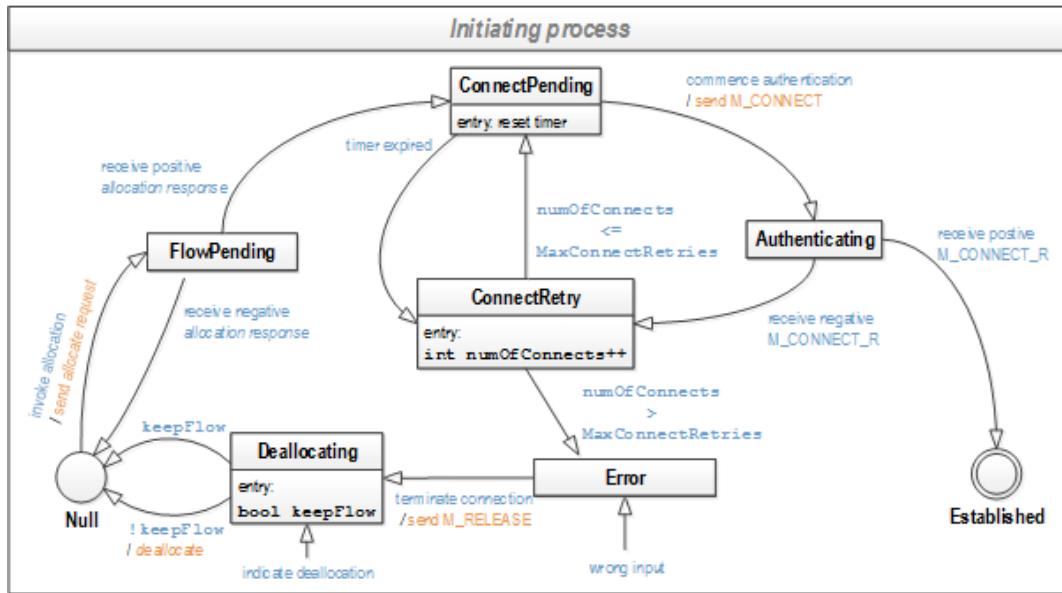 Initiating process
ConnectPending
entry: reset timer
commence authentication
/ send M_CONNECT
timer expired
receive positive
allocation response
numOfConnects
<=
MaxConnectRetries
FlowPending
Authenticating
receive postive
M_CONNECT_R
ConnectRetry
entry:
int numOfConnects++
receive negative
allocation response
receive negative
M_CONNECT_R
invoke allocation
/ send allocate request
numOfConnects
>
MaxConnectRetries
keepFlow
Deallocating
entry:
bool keepFlow
Error
terminate connection
/send M_RELEASE
Null
Established
!keepFlow
/ deallocate
indicate deallocation
wrong input